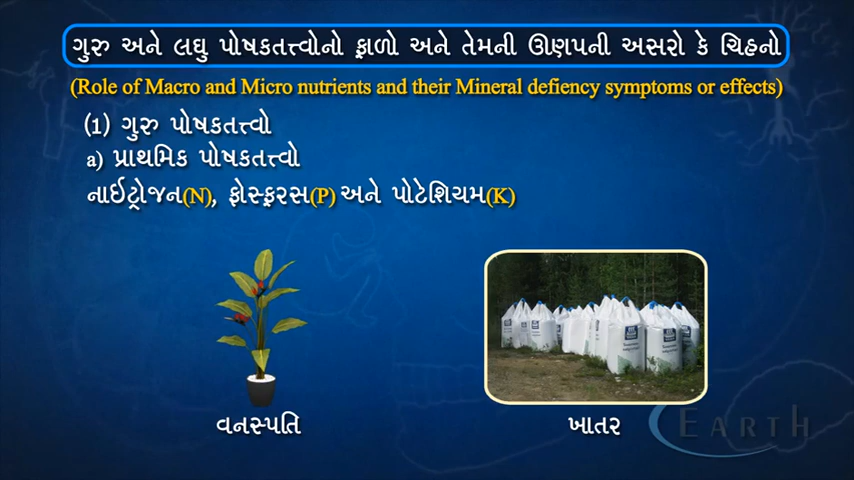 ગુરુ અને લઘુ પોષકતત્ત્વોનો ફાળો અને તેમની ઊણપની અસરો કે ચિહનો
(Role of Macro and Micro nutrients and their Mineral defiency symptoms or effects)
(1) ગુરુ પોષકતત્ત્વો
a) પ્રાથમિક પોષકતત્ત્વો
નાઈટ્રોજન(N), ફોસ્ફરસ(P) અને પોટેશિયમ(K)
વનસ્પતિ
ખાતર
EARTH